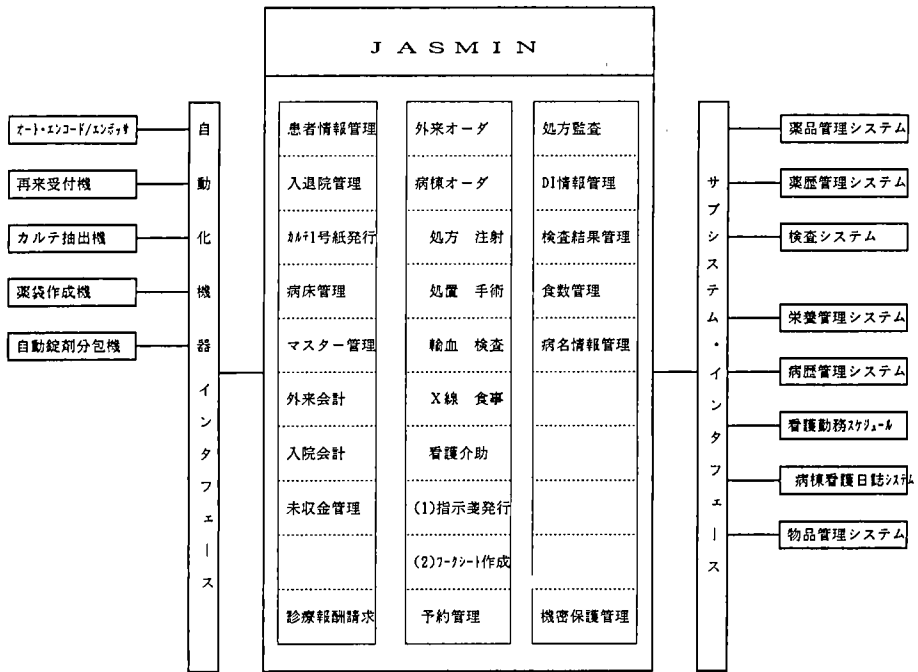 JASMIN
オート・エンコード/エンボッサ
再来受付機
カルテ抽出機
薬袋作成機
自動錠剤分包機
自動化機器インタフェース
患者情報管理
入退院管理
カルテ1号紙発行
病床管理
マスター管理
外来会計
入院会計
未収金管理
診療報酬請求
外来オーダ
病棟オーダ
処方 注射
処置 手術
輸血 検査
X線 食事
看護介助
(1)指示箋発行
(2)ワークシート作成
予約管理
処方監査
DI情報管理
検査結果管理
食数管理
病名情報管理
機密保護管理
サブシステム・インタフェース
薬品管理システム
薬歴管理システム
検査システム
栄養管理システム
病歴管理システム
看護勤務スケジュール
病棟看護日誌システム
物品管理システム